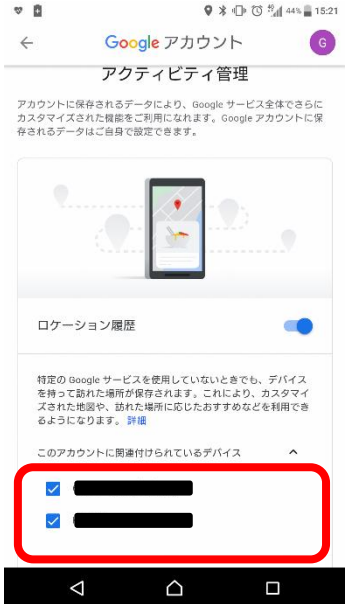 44% 15:21
Google アカウント
G
アクティビティ管理
アカウントに保存されるデータにより、Google サービス全体でさらに
カスタマイズされた機能をご利用になれます。Google アカウントに保
存されるデータはご自身で設定できます。
ロケーション履歴
特定の Google サービスを使用していないときでも、デバイス
を持って訪れた場所が保存されます。これにより、カスタマイ
ズされた地図や、訪れた場所に応じたおすすめなどを利用でき
るようになります。 詳細
このアカウントに関連付けられているデバイス